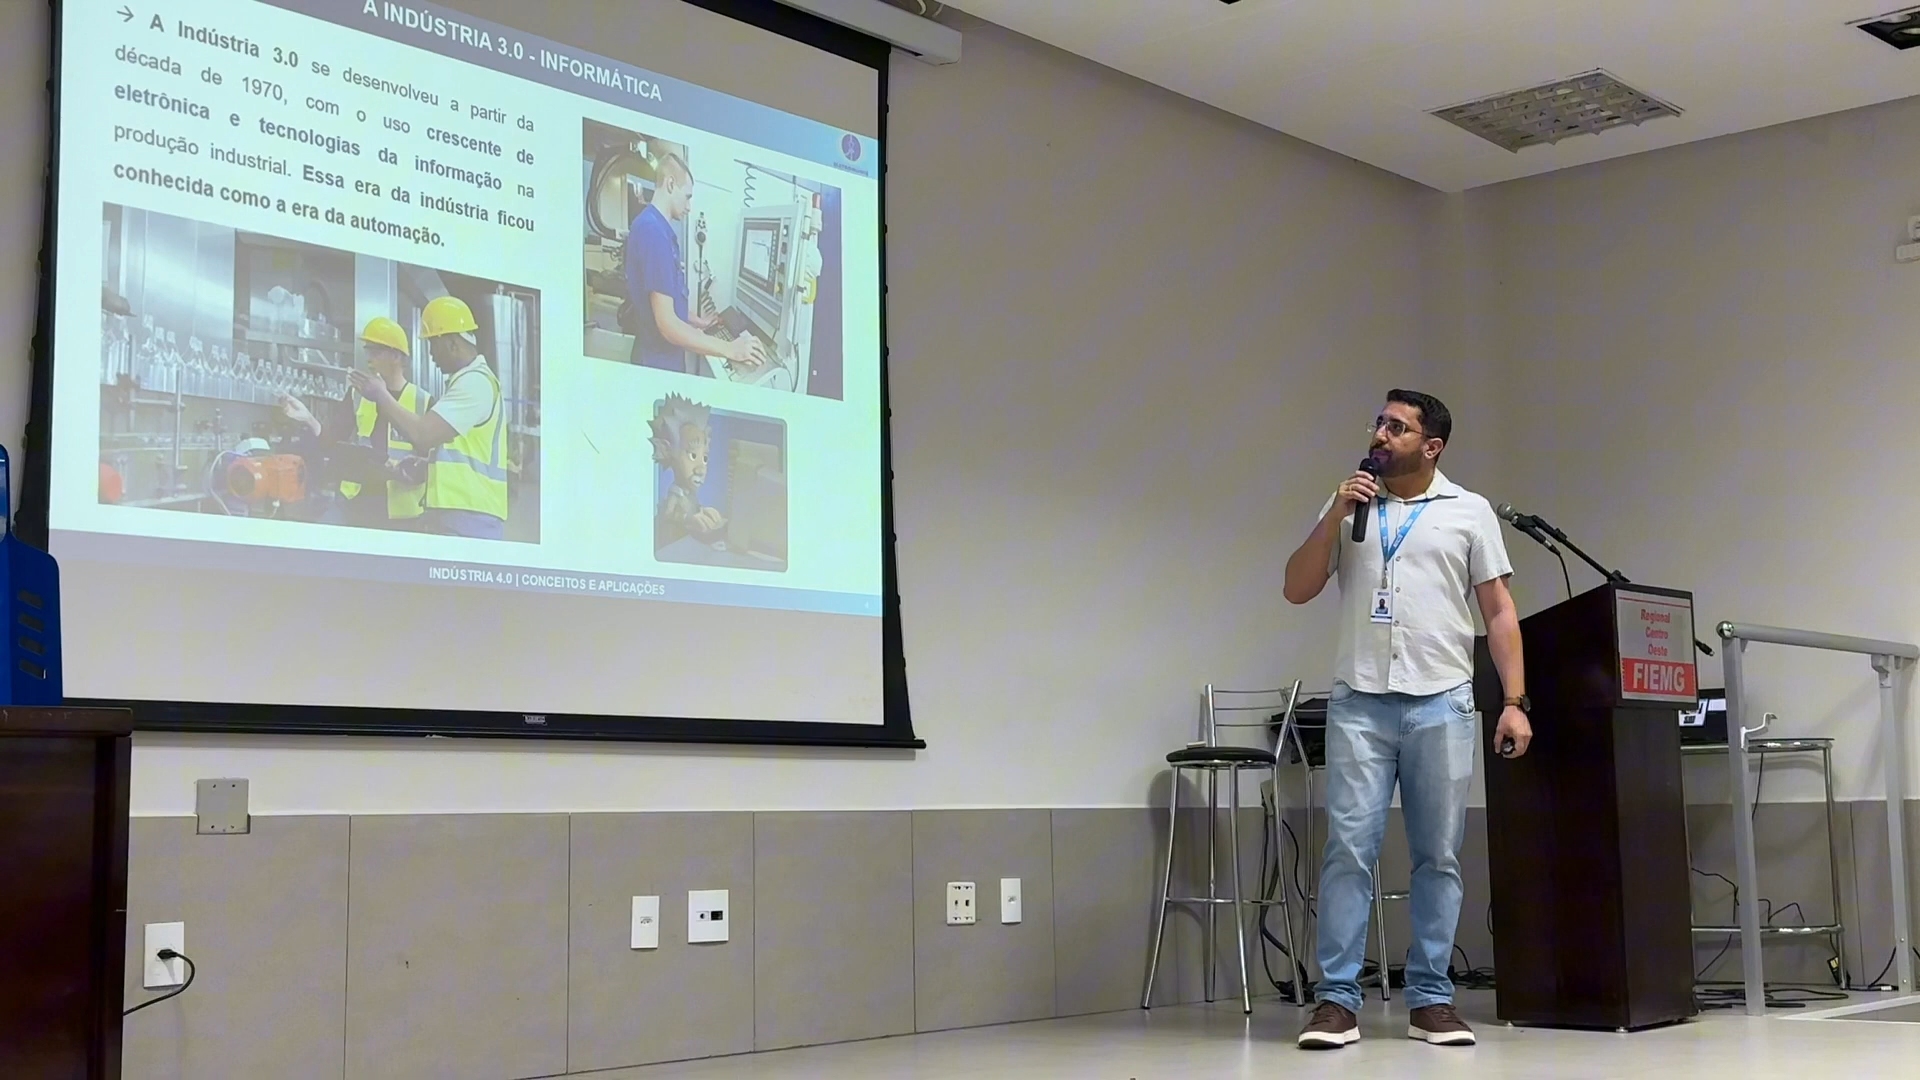 A INDÚSTRIA 3.0 - INFORMÁTICA
→ A Indústria 3.0 se desenvolveu a partir da
década de 1970, com o uso crescente de
eletrônica e tecnologias da informação na
produção industrial. Essa era da indústria ficou
conhecida como a era da automação.
INDÚSTRIA 4.0 | CONCEITOS E APLICAÇÕES
Regional
Centro
Oeste
FIEMG